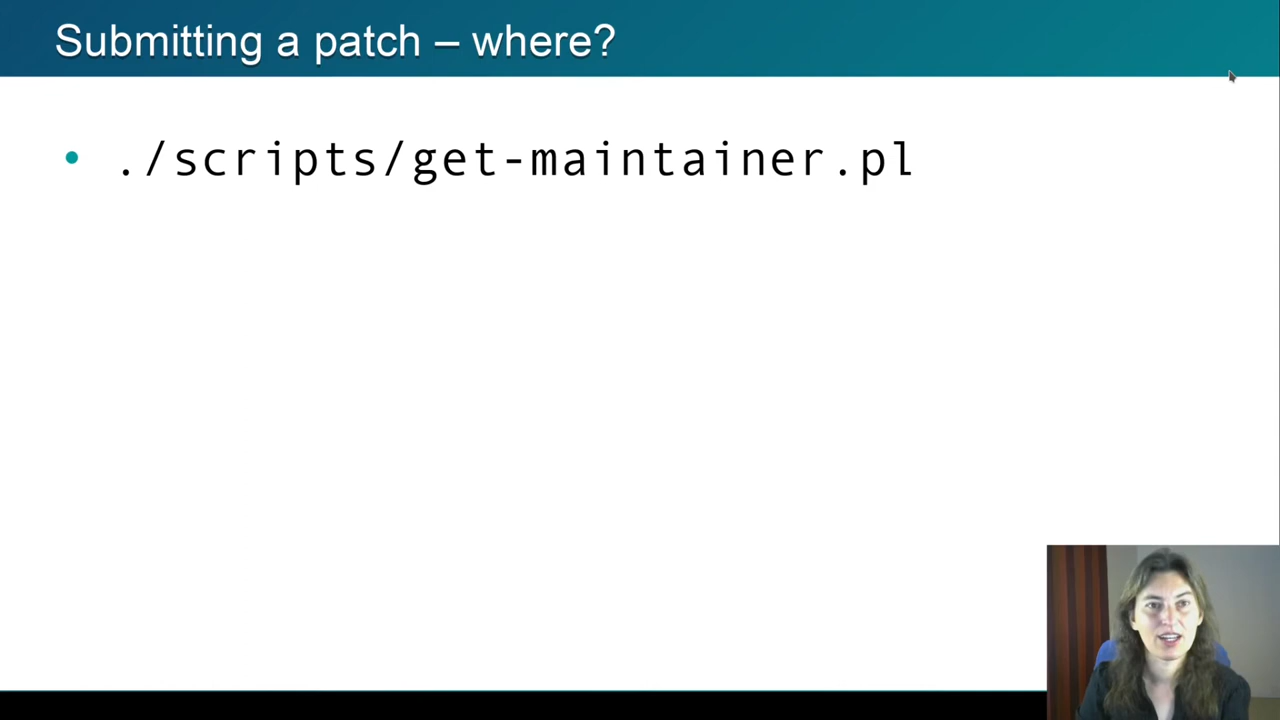 Submitting a patch – where?
• ./scripts/get-maintainer.pl